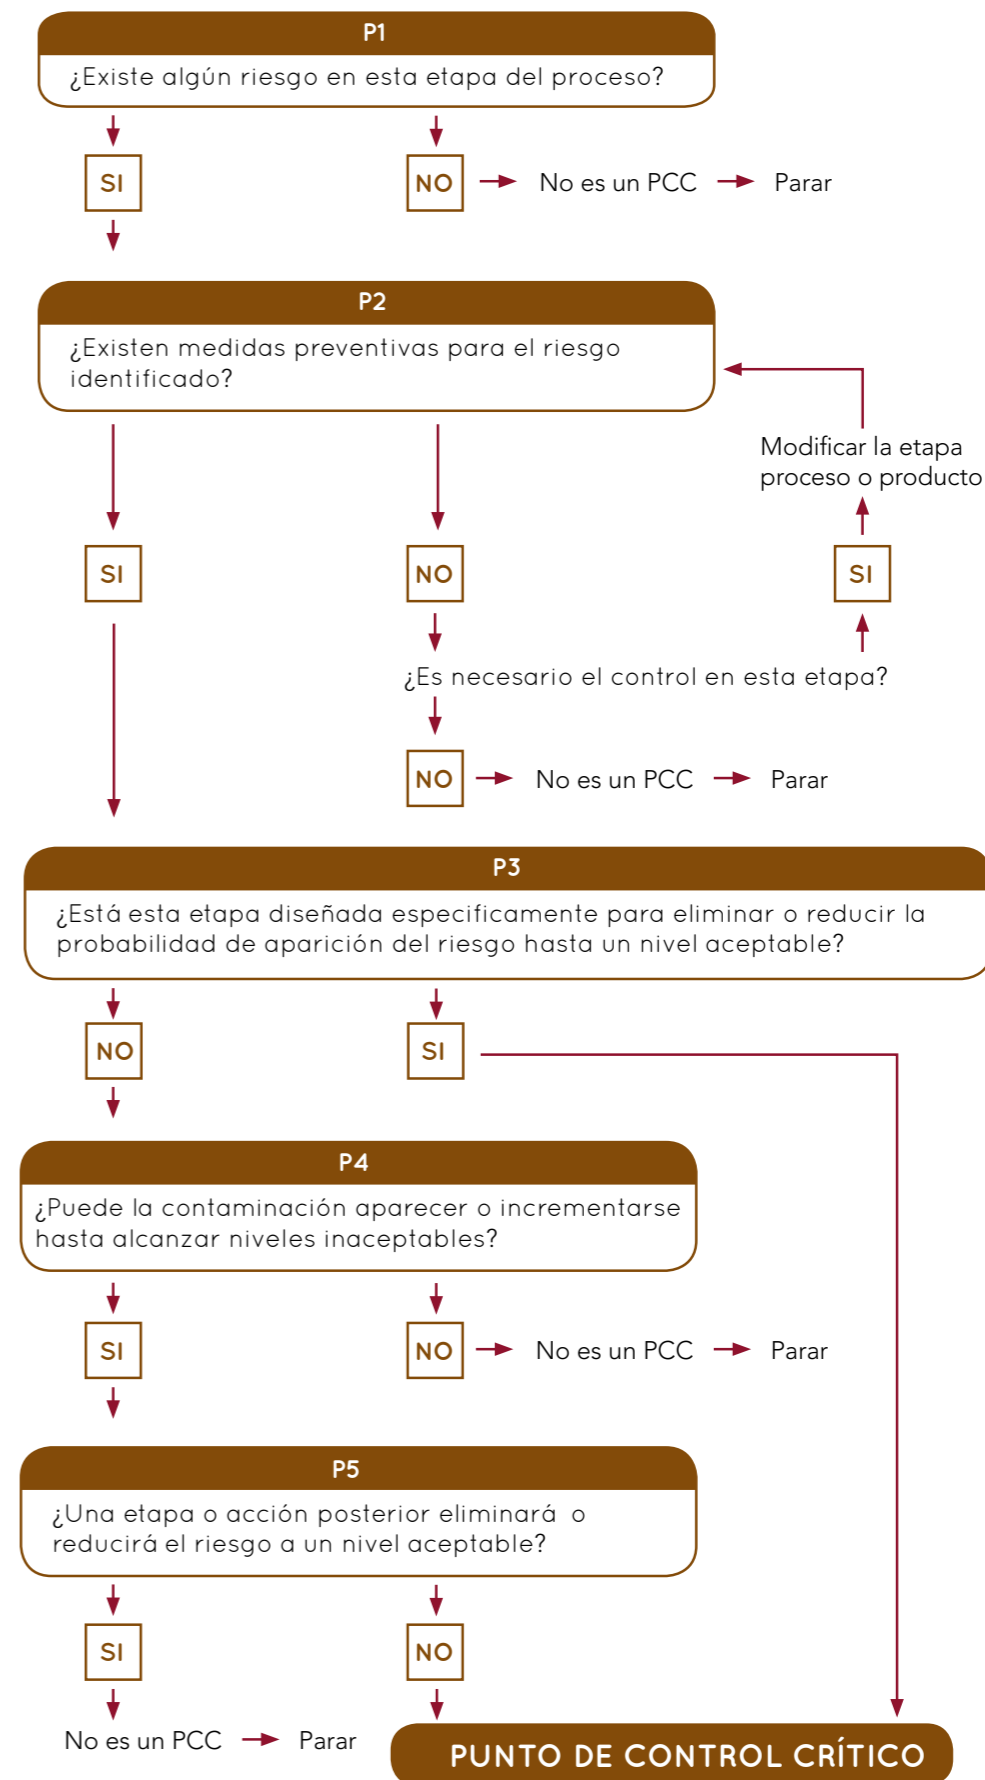 P1
¿Existe algún riesgo en esta etapa del proceso?
SI
NO
No es un PCC
Parar
P2
¿Existen medidas preventivas para el riesgo
identificado?
Modificar la etapa
proceso o producto
SI
NO
SI
¿Es necesario el control en esta etapa?
NO
No es un PCC
Parar
P3
¿Está esta etapa diseñada especificamente para eliminar o reducir la
probabilidad de aparición del riesgo hasta un nivel aceptable?
NO
SI
P4
¿Puede la contaminación aparecer o incrementarse
hasta alcanzar niveles inaceptables?
SI
NO
No es un PCC
Parar
P5
¿Una etapa o acción posterior eliminará o
reducirá el riesgo a un nivel aceptable?
SI
NO
No es un PCC
Parar
PUNTO DE CONTROL CRÍTICO